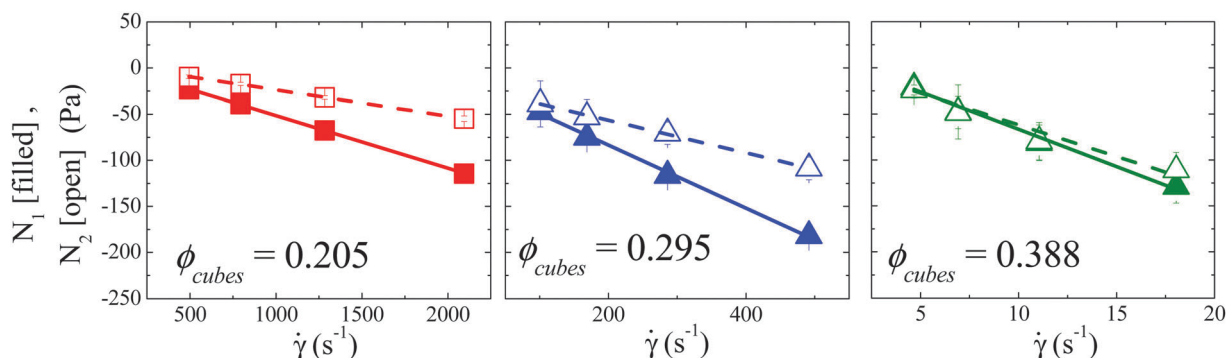 N₁ [filled] ,
N₂ [open] (Pa)
50
0
-50
-100
-150
-200
-250
ϕcubes = 0.205
500 1000 1500 2000
γ̇ (s⁻¹)
ϕcubes = 0.295
200 400
γ̇ (s⁻¹)
ϕcubes = 0.388
5 10 15 20
γ̇ (s⁻¹)